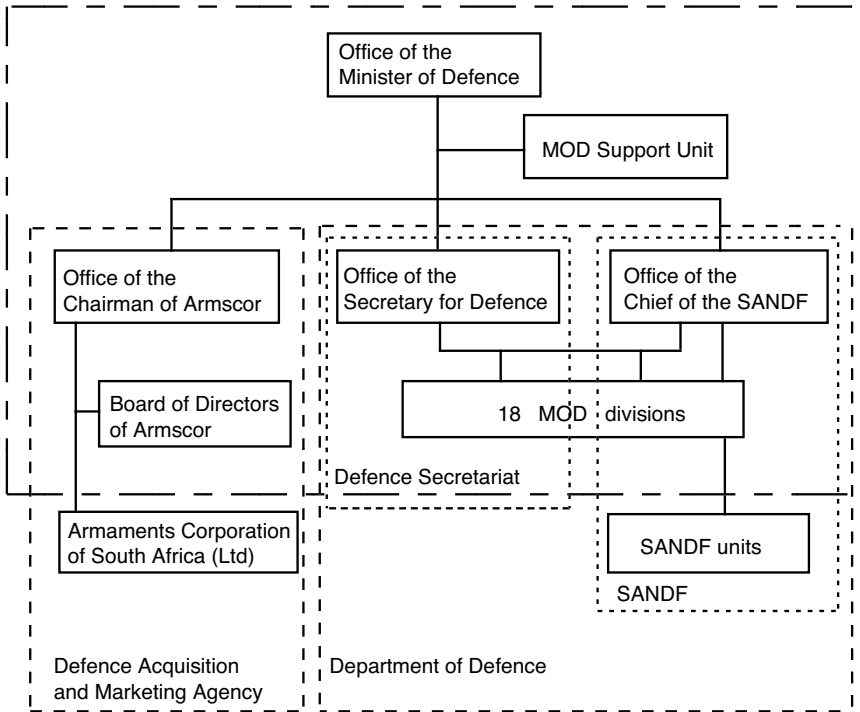 Office of the
Minister of Defence
MOD Support Unit
Office of the
Chairman of Armscor
Office of the
Secretary for Defence
Office of the
Chief of the SANDF
Board of Directors
of Armscor
18 MOD divisions
Defence Secretariat
Armaments Corporation
of South Africa (Ltd)
SANDF units
SANDF
Defence Acquisition
and Marketing Agency
Department of Defence